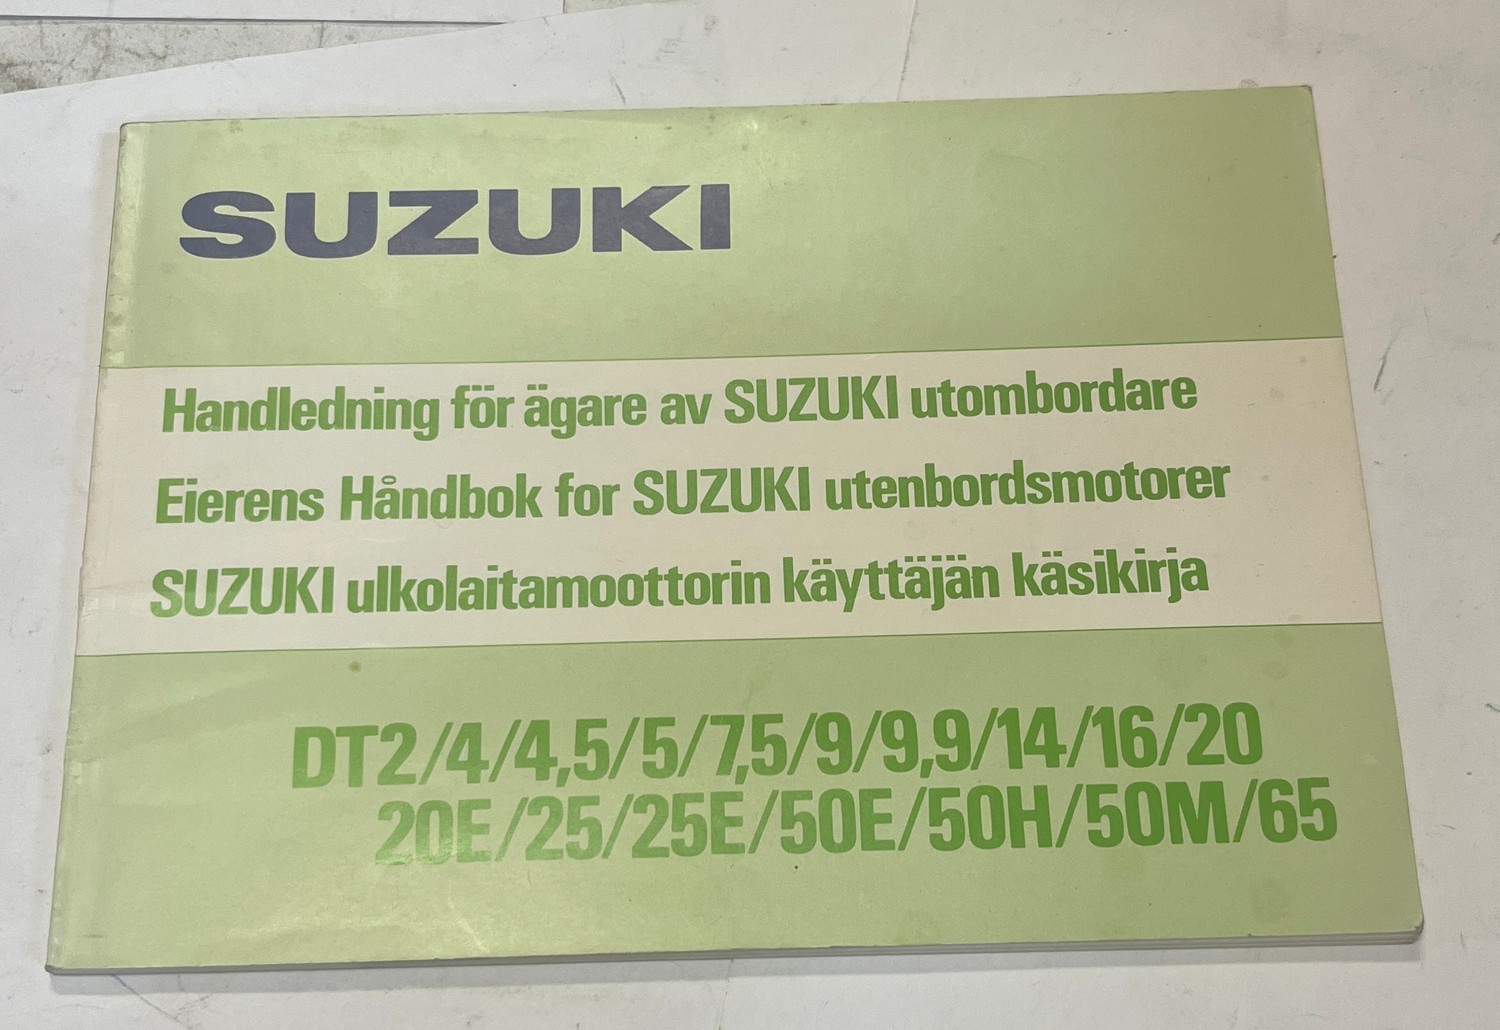 SUZUKI
Handledning för ägare av SUZUKI utombordare
Eierens Håndbok for SUZUKI utenbordsmotorer
SUZUKI ulkolaitamoottorin käyttäjän käsikirja
DT2/4/4,5/5/7,5/9/9,9/14/16/20
20E/25/25E/50E/50H/50M/65